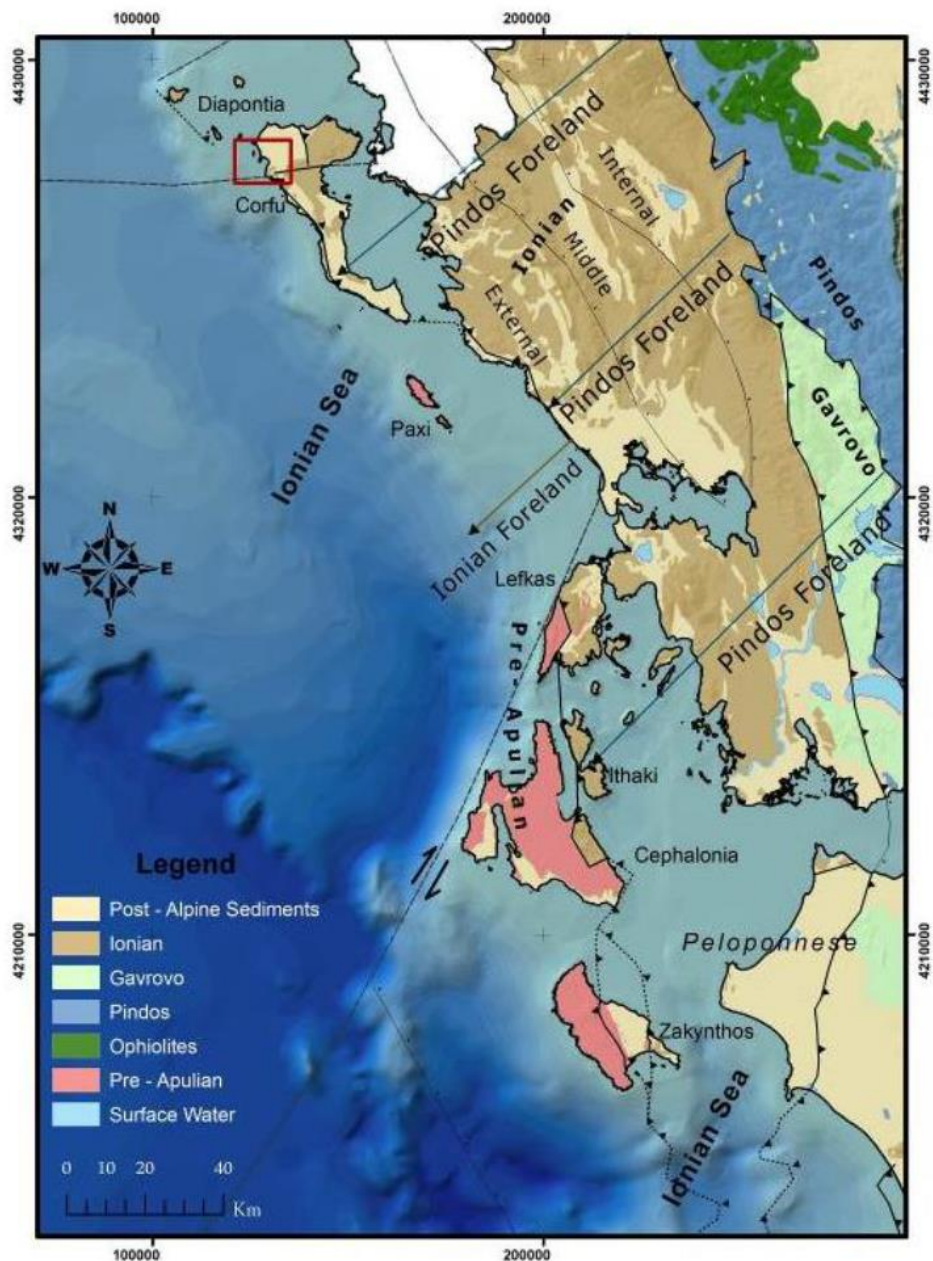 100000
200000
4430000
4430000
Diapontia
Corfu
Pindos Foreland
Ionian
Internal
Middle
External
Pindos
Pindos Foreland
Gavrovo
Ionian Sea
Paxi
4320000
4320000
Ionian Foreland
Pindos Foreland
N
W
E
S
Lefkas
Pre - Apulian
Ithaki
Cephalonia
Legend
Post - Alpine Sediments
Ionian
Gavrovo
Pindos
Ophiolites
Pre - Apulian
Surface Water
4210000
4210000
Peloponnese
Zakynthos
Ionian Sea
0 10 20 40
Km
100000
200000